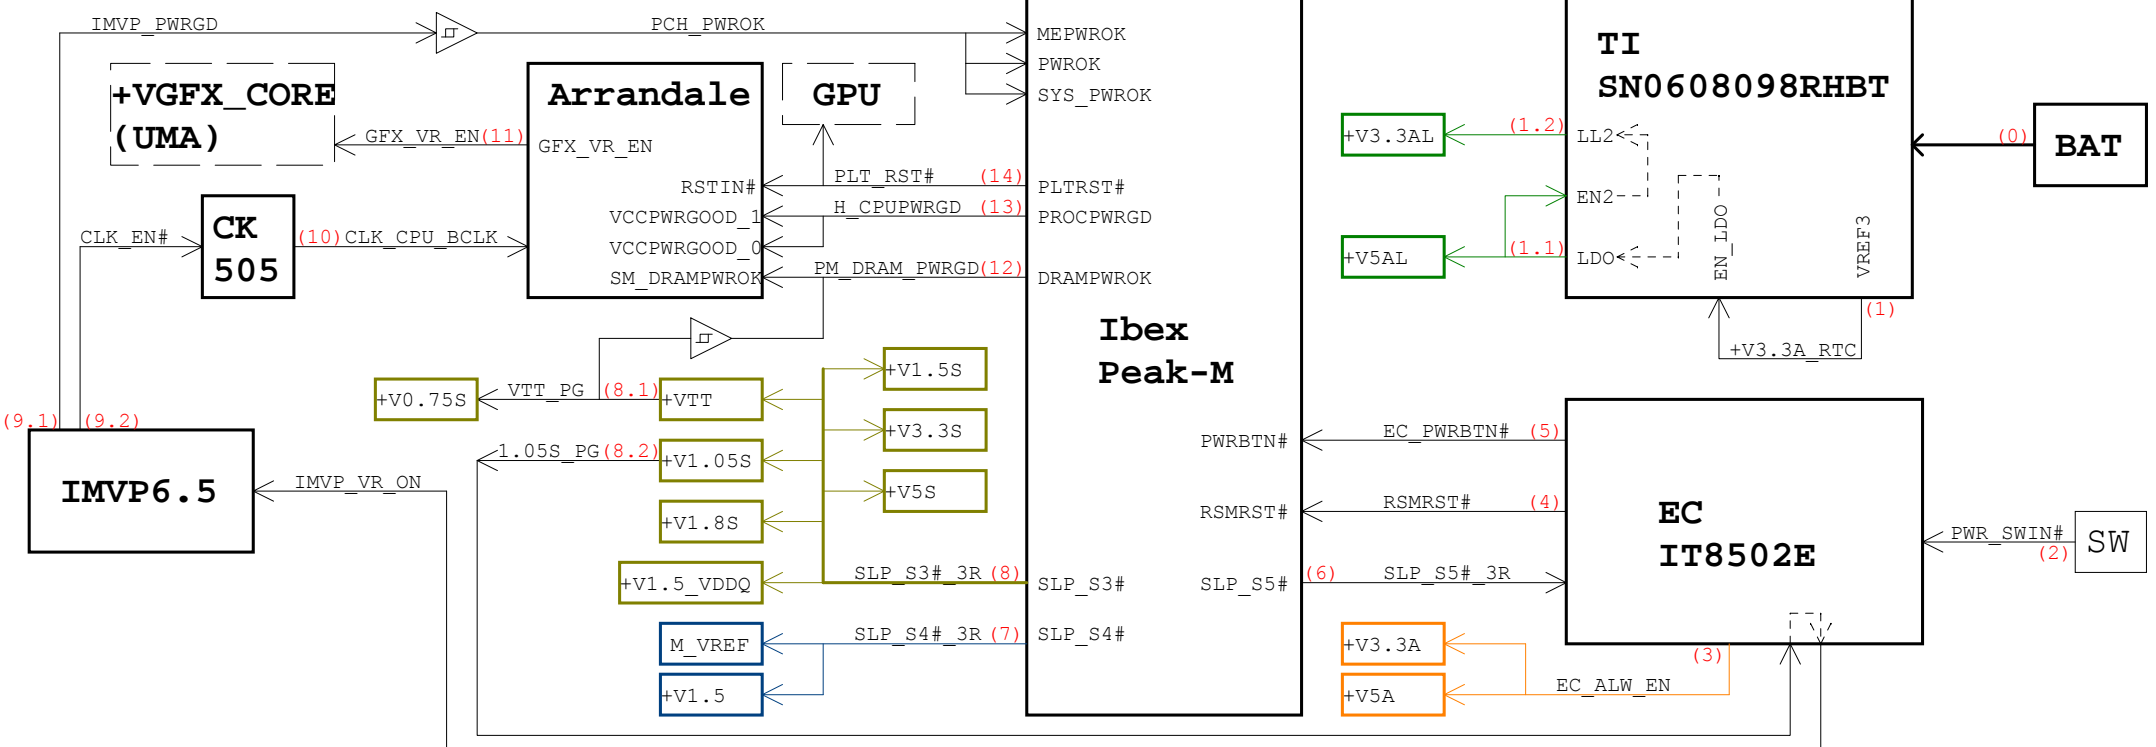 IMVP_PWRGD
PCH_PWROK
MEPWROK
PWROK
SYS_PWROK
+VGFX_CORE
(UMA)
GFX_VR_EN(11)
Arrandale
GFX_VR_EN
RSTIN#
VCCPWRGOOD_1
VCCPWRGOOD_0
SM_DRAMPWROK
GPU
PLT_RST# (14)
PLTRST#
H_CPUPWRGD (13)
PROCPWRGD
PM_DRAM_PWRGD(12)
DRAMPWROK
CLK_EN#
CK
505
(10) CLK_CPU_BCLK
Ibex
Peak-M
TI
SN0608098RHBT
LL2
EN2
LDO
EN_LDO
VREF3
(0)
BAT
+V3.3AL
(1.2)
+V5AL
(1.1)
(1)
+V3.3A_RTC
+V0.75S
VTT_PG (8.1)
+VTT
+V1.5S
+V3.3S
+V5S
1.05S_PG(8.2)
+V1.05S
+V1.8S
+V1.5_VDDQ
SLP_S3#_3R (8)
SLP_S3#
M_VREF
+V1.5
SLP_S4#_3R (7)
SLP_S4#
(9.1)
(9.2)
IMVP6.5
IMVP_VR_ON
PWRBTN#
EC_PWRBTN# (5)
RSMRST#
RSMRST# (4)
SLP_S5#
(6) SLP_S5#_3R
EC
IT8502E
PWR_SWIN#
(2)
SW
+V3.3A
+V5A
(3)
EC_ALW_EN